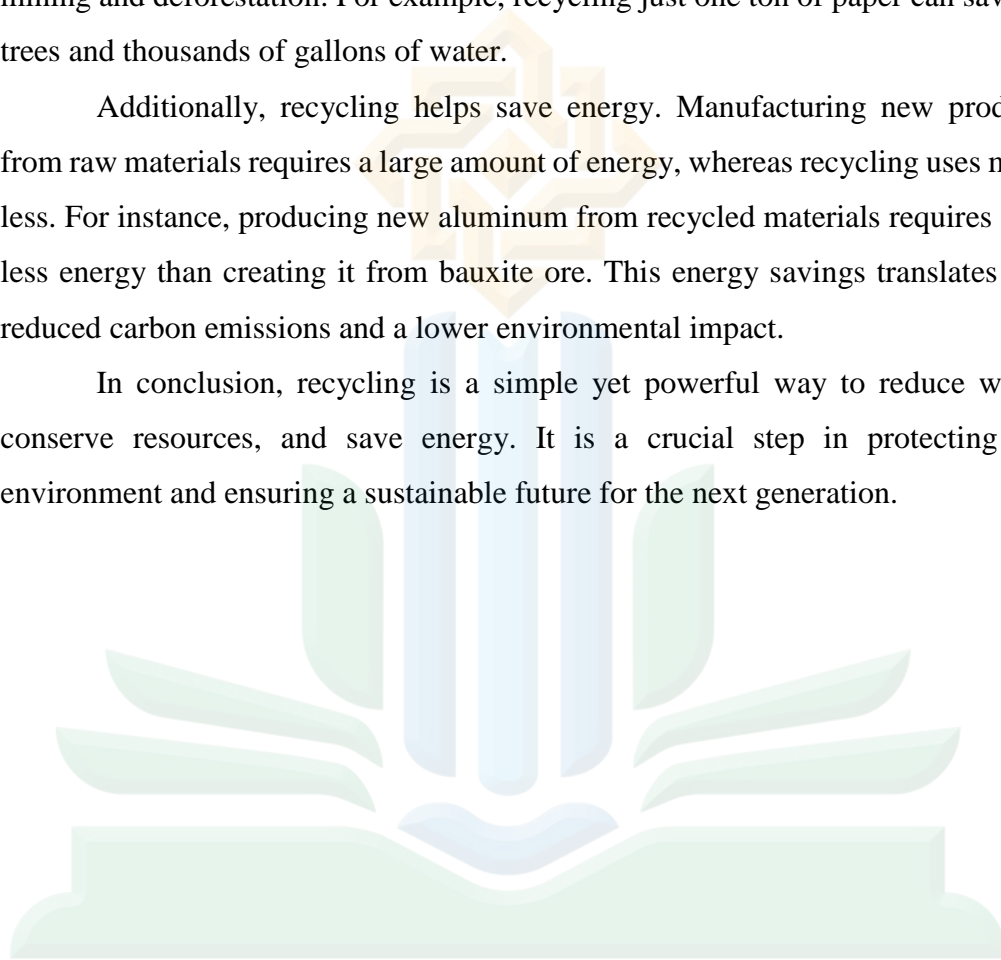 mining and deforestation. For example, recycling just one ton of paper can sav
trees and thousands of gallons of water.
Additionally, recycling helps save energy. Manufacturing new prod
from raw materials requires a large amount of energy, whereas recycling uses m
less. For instance, producing new aluminum from recycled materials requires
less energy than creating it from bauxite ore. This energy savings translates
reduced carbon emissions and a lower environmental impact.
In conclusion, recycling is a simple yet powerful way to reduce w
conserve resources, and save energy. It is a crucial step in protecting
environment and ensuring a sustainable future for the next generation.